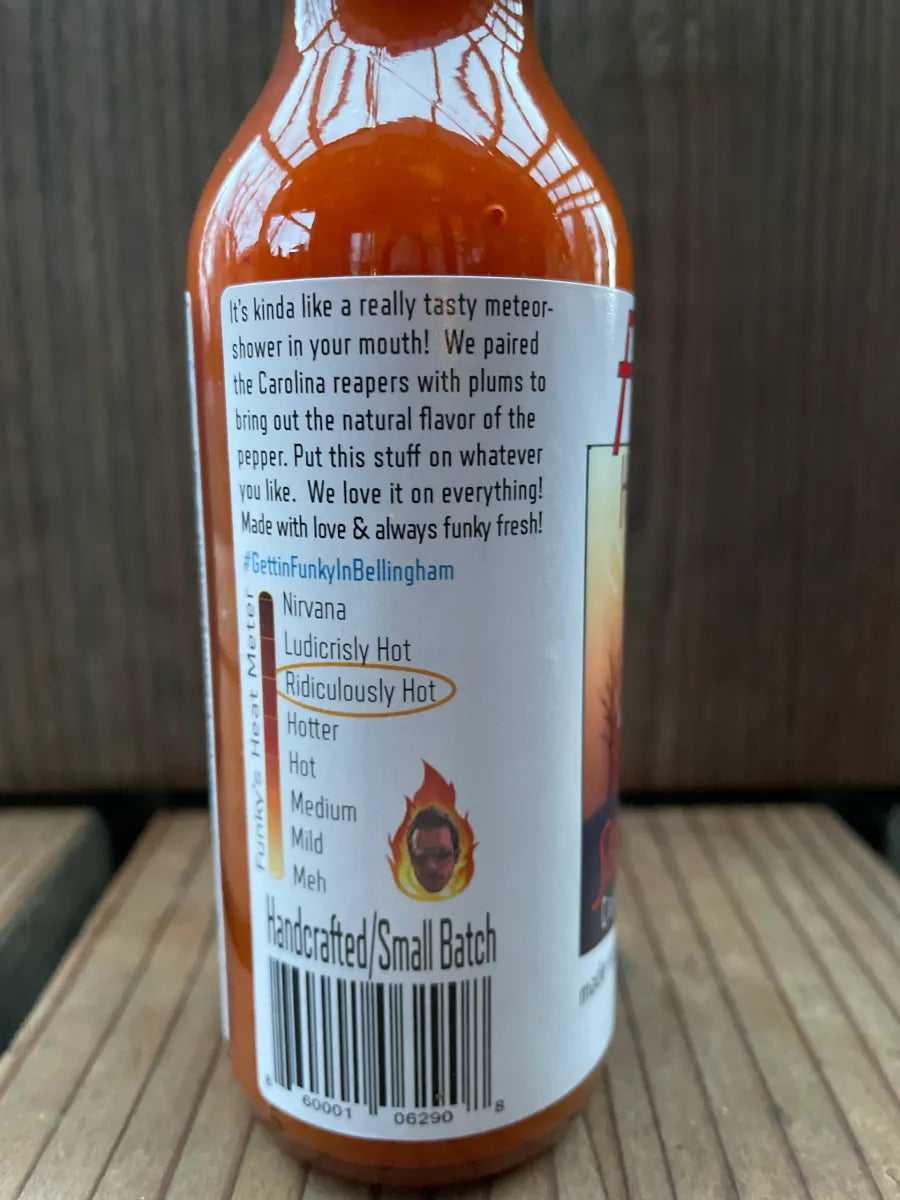 It's kinda like a really tasty meteor-
shower in your mouth! We paired
the Carolina reapers with plums to
bring out the natural flavor of the
pepper. Put this stuff on whatever
you like. We love it on everything!
Made with love & always funky fresh!
#GettinFunkyInBellingham
Funky's Heat Meter
Nirvana
Ludicrisly Hot
Ridiculously Hot
Hotter
Hot
Medium
Mild
Meh
Handcrafted/Small Batch
8 60001 06290 8